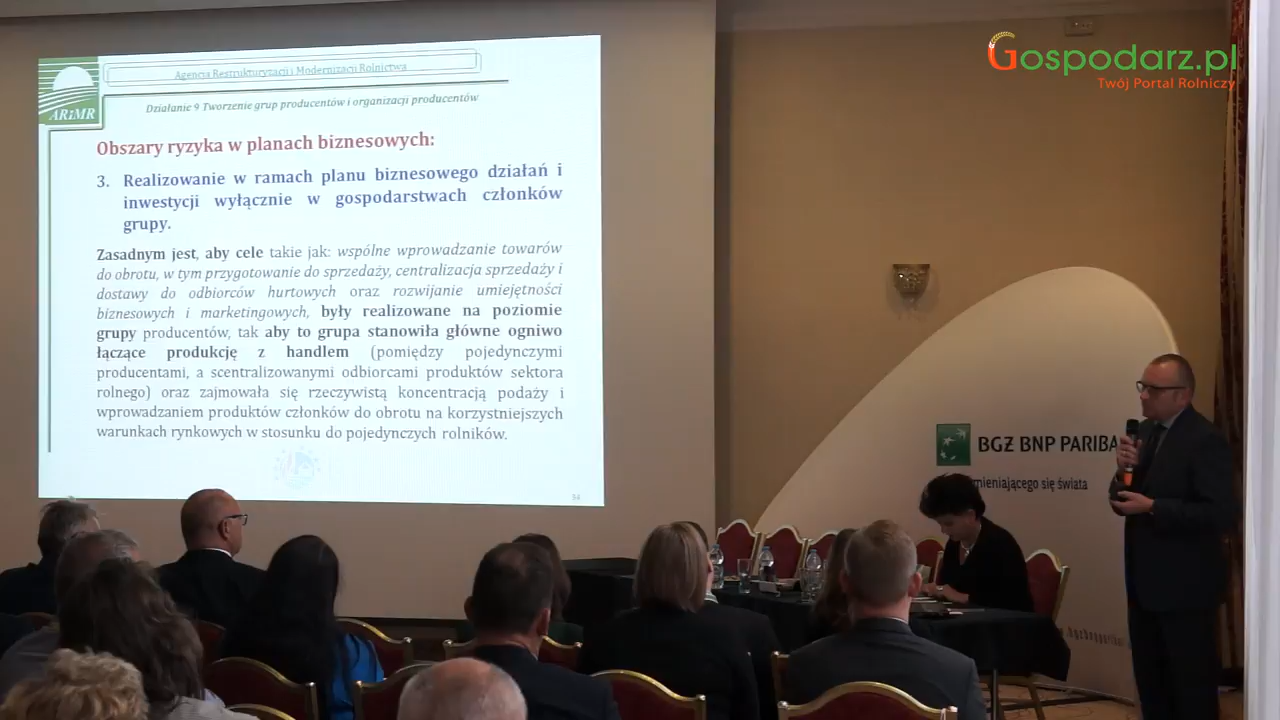 Gospodarz.pl
Twój Portal Rolniczy
Agencja Restrukturyzacji i Modernizacji Rolnictwa
ARiMR
Działanie 9 Tworzenie grup producentów i organizacji producentów
Obszary ryzyka w planach biznesowych:
3. Realizowanie w ramach planu biznesowego działań i
inwestycji wyłącznie w gospodarstwach członków
grupy.
Zasadnym jest, aby cele takie jak: wspólne wprowadzanie towarów
do obrotu, w tym przygotowanie do sprzedaży, centralizacja sprzedaży i
dostawy do odbiorców hurtowych oraz rozwijanie umiejętności
biznesowych i marketingowych, były realizowane na poziomie
grupy producentów, tak aby to grupa stanowiła główne ogniwo
łączące produkcję z handlem (pomiędzy pojedynczymi
producentami, a scentralizowanymi odbiorcami produktów sektora
rolnego) oraz zajmowała się rzeczywistą koncentracją podaży i
wprowadzaniem produktów członków do obrotu na korzystniejszych
warunkach rynkowych w stosunku do pojedynczych rolników.
34
BGŻ BNP PARIBA
mieniającego się świata